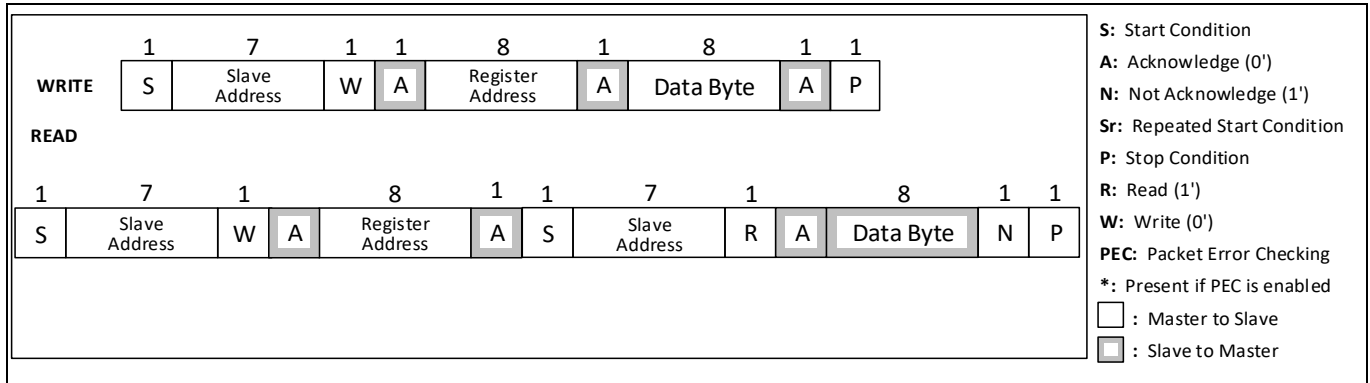 1 7 1 1 8 1 8 1 1
WRITE S Slave Address W A Register Address A Data Byte A P
READ
1 7 1 8 1 1 7 1 8 1 1
S Slave Address W A Register Address A S Slave Address R A Data Byte N P
S: Start Condition
A: Acknowledge (0')
N: Not Acknowledge (1')
Sr: Repeated Start Condition
P: Stop Condition
R: Read (1')
W: Write (0')
PEC: Packet Error Checking
*: Present if PEC is enabled
: Master to Slave
: Slave to Master